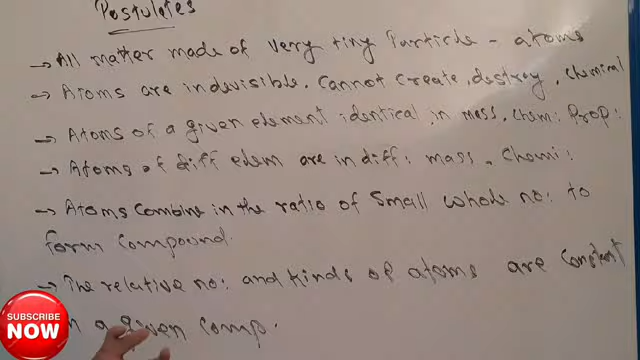 Postulates
→ All matter made of very tiny Particle - atoms
→ Atoms are indevisible. Cannot Create, destroy, Chemical
→ Atoms of a given element identical in mass, Chem: Prop:
→ Atoms of diff elem are in diff: mass, Chemi:
→ Atoms Combine in the ratio of Small whole no: to
form Compound.
→ The relative no: and kinds of atoms are Constant
in a given Comp.
SUBSCRIBE
NOW